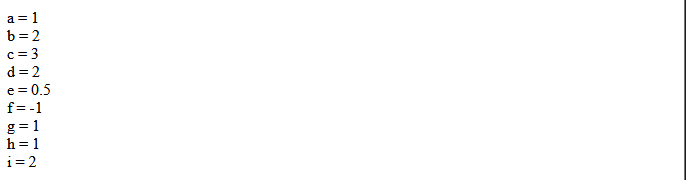 a = 1
b = 2
c = 3
d = 2
e = 0.5
f = -1
g = 1
h = 1
i = 2